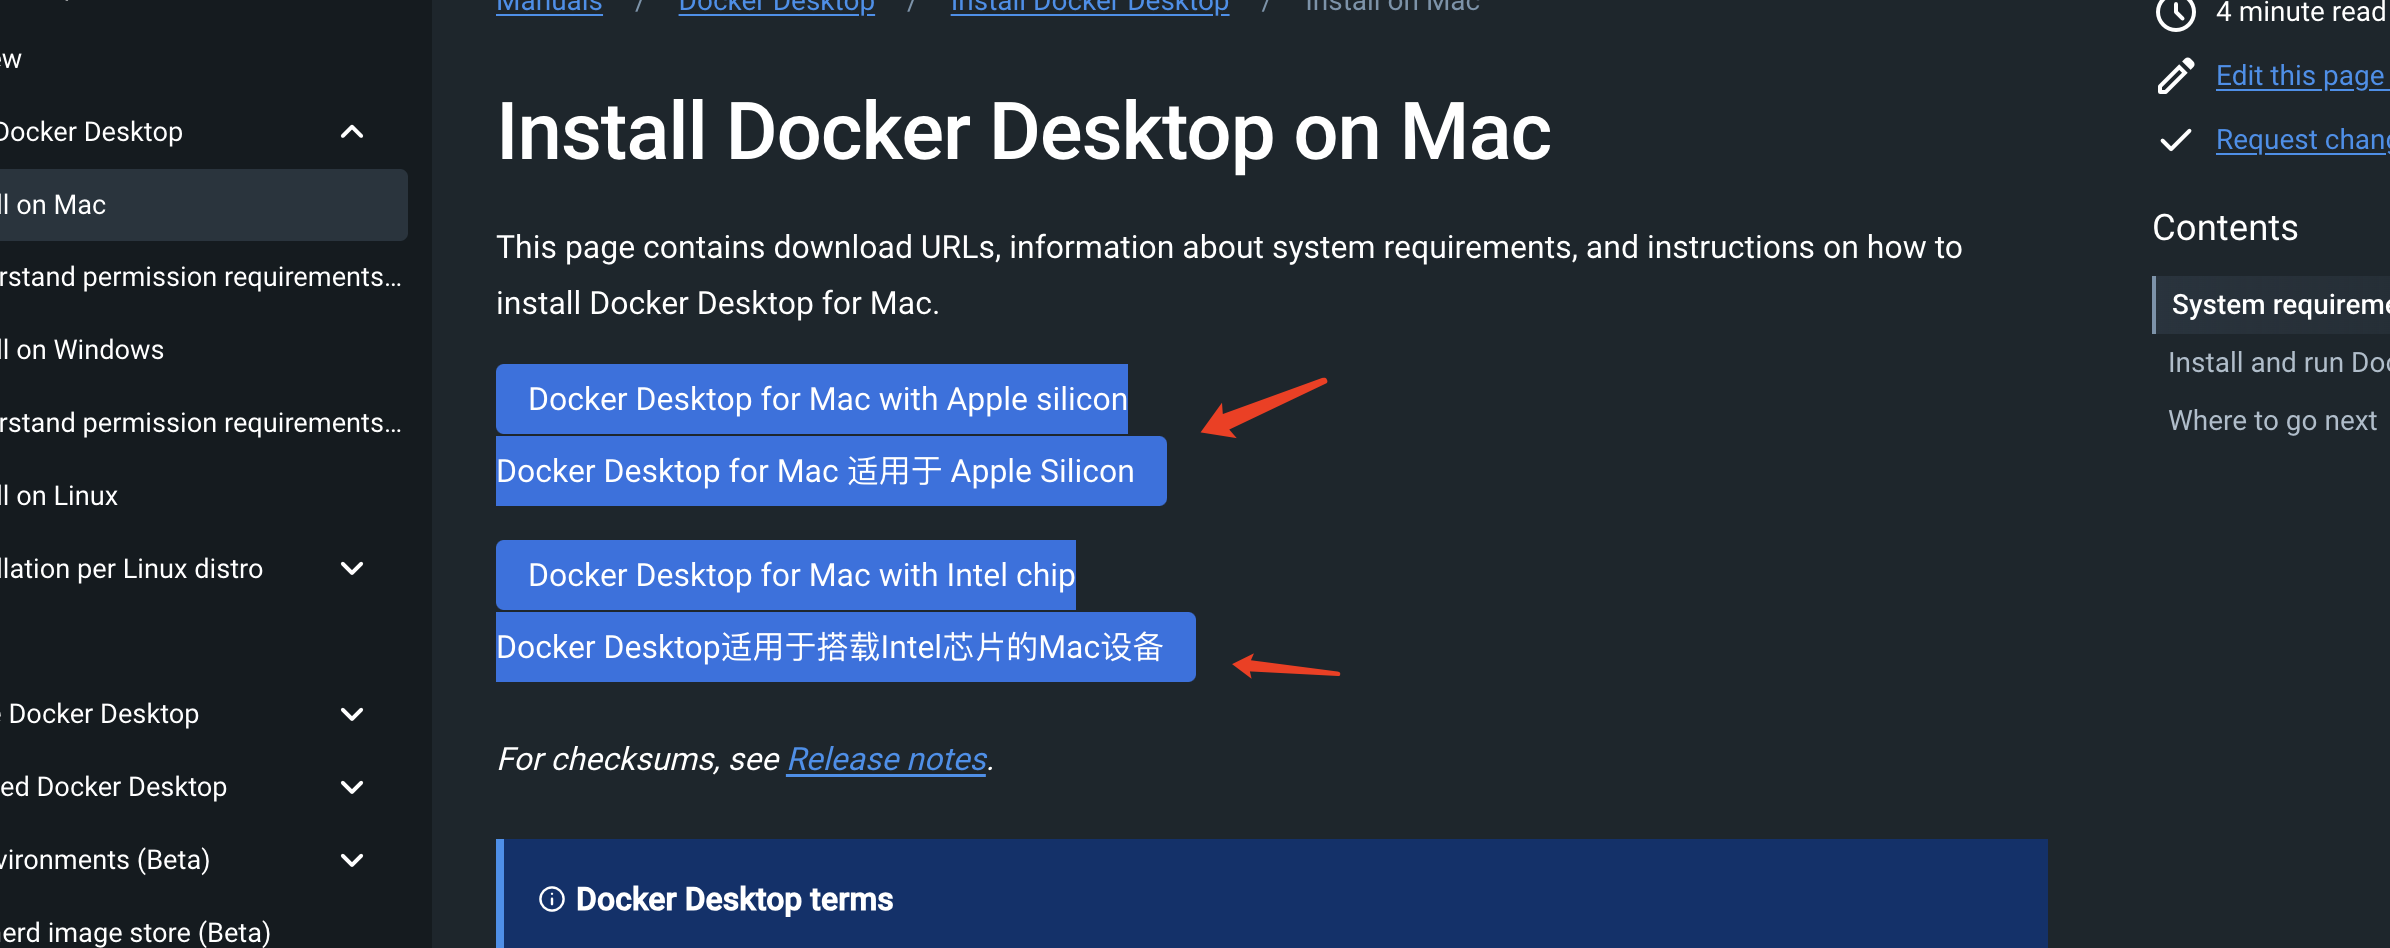 Manuals / Docker Desktop / Install Docker Desktop / Install on Mac
4 minute read
ew
Edit this page
Docker Desktop
Request chang
ll on Mac
rstand permission requirements...
ll on Windows
rstand permission requirements...
ll on Linux
llation per Linux distro
Docker Desktop
ed Docker Desktop
vironments (Beta)
erd image store (Beta)
Install Docker Desktop on Mac
This page contains download URLs, information about system requirements, and instructions on how to
install Docker Desktop for Mac.
Docker Desktop for Mac with Apple silicon
Docker Desktop for Mac 适用于 Apple Silicon
Docker Desktop for Mac with Intel chip
Docker Desktop适用于搭载Intel芯片的Mac设备
For checksums, see Release notes.
Docker Desktop terms
Contents
System requireme
Install and run Doc
Where to go next